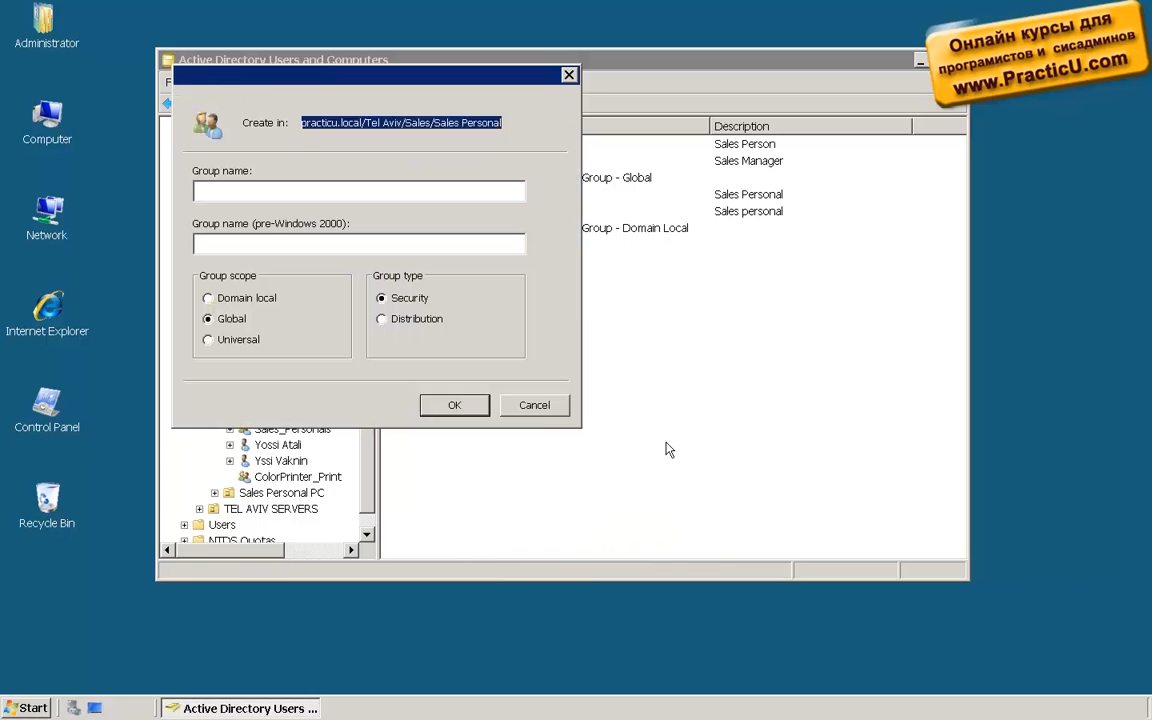 Administrator
Computer
Network
Internet Explorer
Control Panel
Recycle Bin
Онлайн курсы для
програмистов и сисадминов
www.PracticU.com
Active Directory Users and Computers
F
Create in: practicu.local/Tel Aviv/Sales/Sales Personal
Group name:
Group name (pre-Windows 2000):
Group scope
Domain local
Global
Universal
Group type
Security
Distribution
OK
Cancel
Description
Sales Person
Sales Manager
Group - Global
Sales Personal
Sales personal
Group - Domain Local
Sales_Personals
Yossi Atali
Yssi Vaknin
ColorPrinter_Print
Sales Personal PC
TEL AVIV SERVERS
Users
NTDS Quotas
Start
Active Directory Users ...